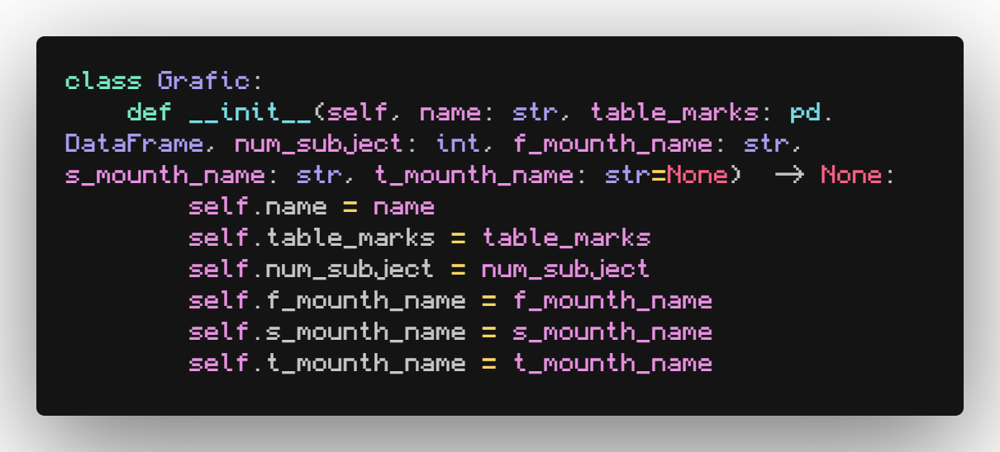 class Grafic:
    def __init__(self, name: str, table_marks: pd.
DataFrame, num_subject: int, f_mounth_name: str,
s_mounth_name: str, t_mounth_name: str=None)  -> None:
        self.name = name
        self.table_marks = table_marks
        self.num_subject = num_subject
        self.f_mounth_name = f_mounth_name
        self.s_mounth_name = s_mounth_name
        self.t_mounth_name = t_mounth_name